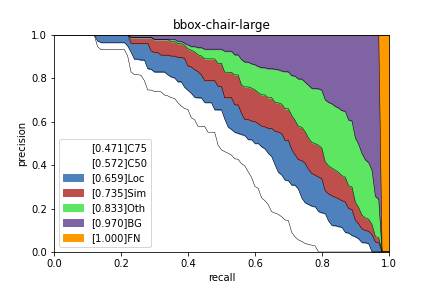 bbox-chair-large
precision
1.0
0.8
0.6
0.4
0.2
0.0
[0.471]C75
[0.572]C50
[0.659]Loc
[0.735]Sim
[0.833]Oth
[0.970]BG
[1.000]FN
0.0 0.2 0.4 0.6 0.8 1.0
recall